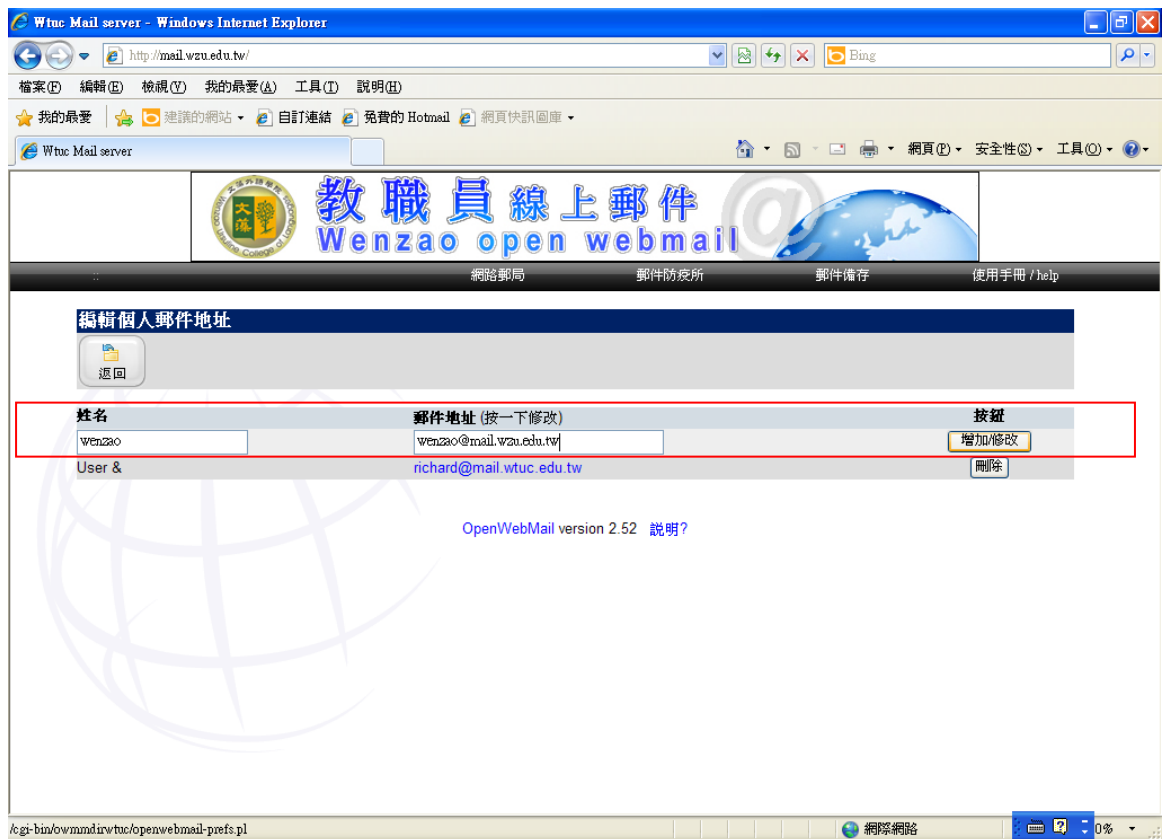 Wtuc Mail server - Windows Internet Explorer
http://mail.wzu.edu.tw/
Bing
檔案(F) 編輯(E) 檢視(V) 我的最愛(A) 工具(T) 說明(H)
我的最愛 建議的網站 自訂連結 免費的 Hotmail 網頁快訊圖庫
Wtuc Mail server
網頁(P) 安全性(S) 工具(O)
教職員線上郵件
Wenzao open webmail
:: 網路郵局 郵件防疫所 郵件備存 使用手冊 / help
編輯個人郵件地址
返回
姓名 郵件地址 (按一下修改) 按鈕
wenzao wenzao@mail.wzu.edu.tw 增加/修改
User & richard@mail.wtuc.edu.tw 刪除
OpenWebMail version 2.52 說明?
/cgi-bin/owmmdirwtuc/openwebmail-prefs.pl
網際網路
0%